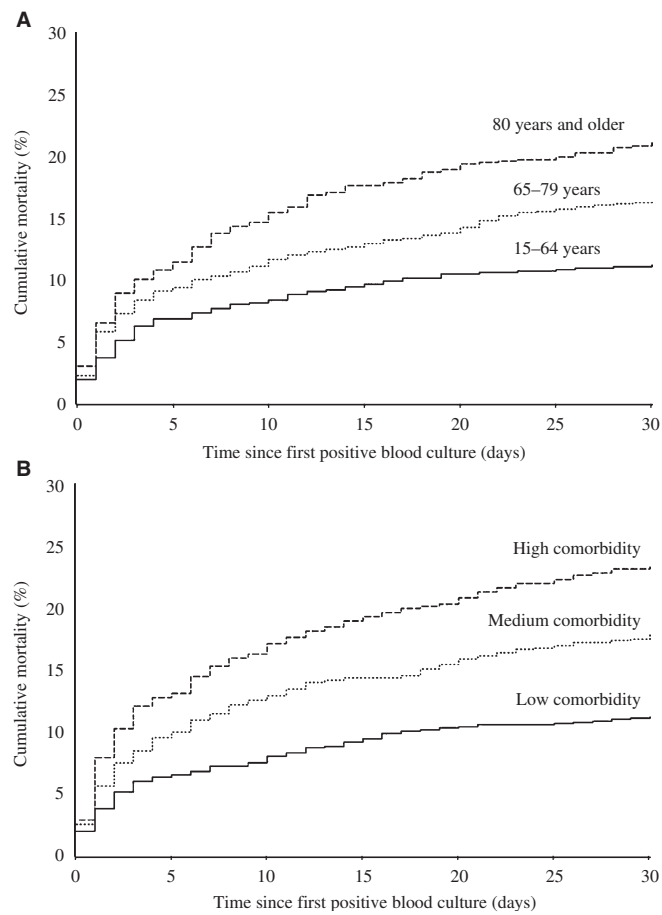 A
30
25
20
15
10
5
0
Cumulative mortality (%)
80 years and older
65–79 years
15–64 years
0 5 10 15 20 25 30
Time since first positive blood culture (days)
B
30
25
20
15
10
5
0
Cumulative mortality (%)
High comorbidity
Medium comorbidity
Low comorbidity
0 5 10 15 20 25 30
Time since first positive blood culture (days)